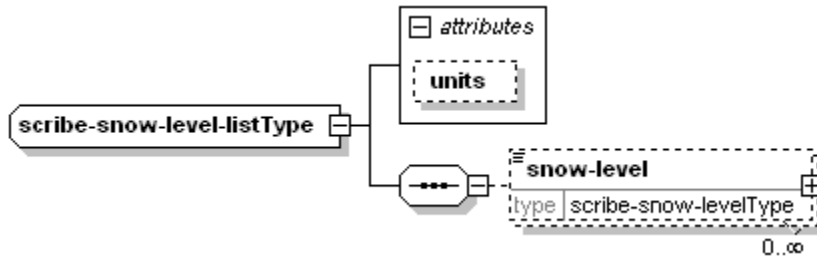 attributes
units
scribe-snow-level-listType
snow-level
type scribe-snow-levelType
0..∞